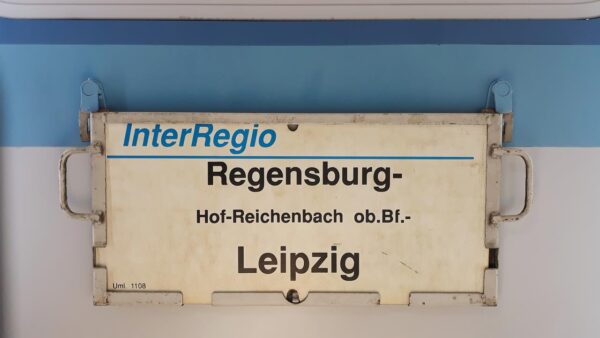 InterRegio
Regensburg-
Hof-Reichenbach ob.Bf.-
Leipzig
Uml. 1108